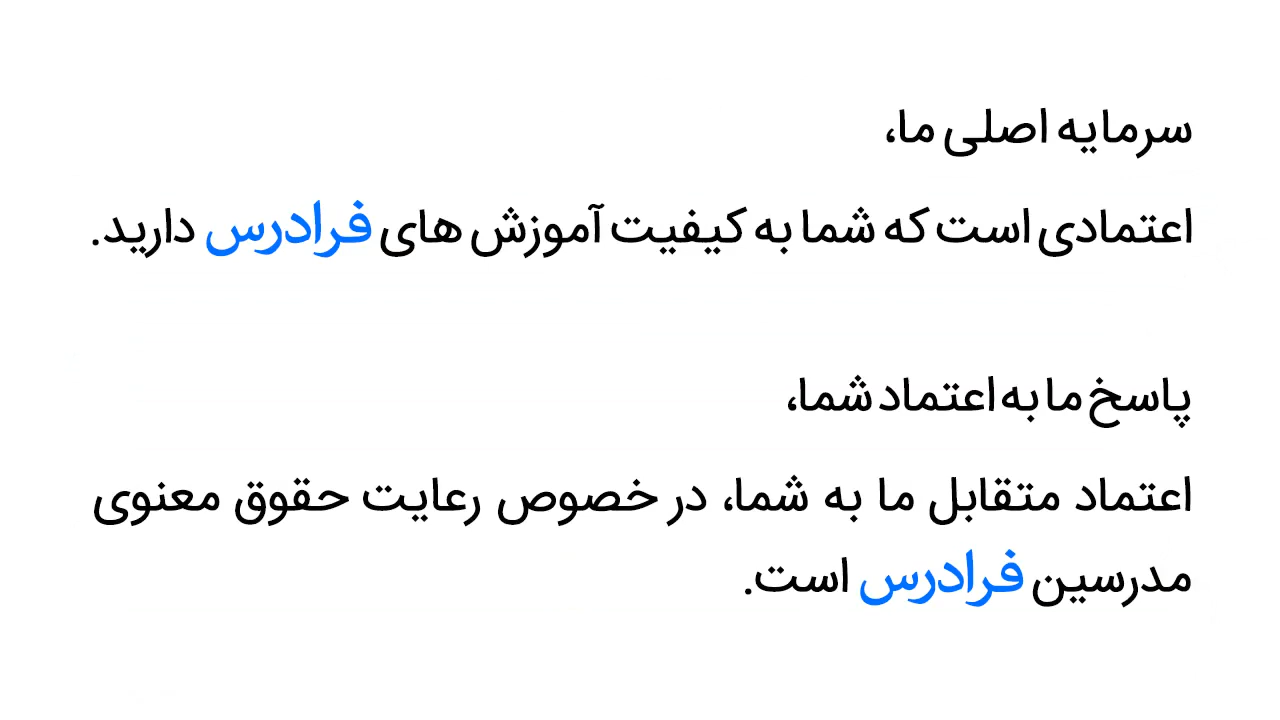 سرمایه اصلی ما،
اعتمادی است که شما به کیفیت آموزش های فرادرس دارید.
پاسخ ما به اعتماد شما،
اعتماد متقابل ما به شما، در خصوص رعایت حقوق معنوی
مدرسین فرادرس است.